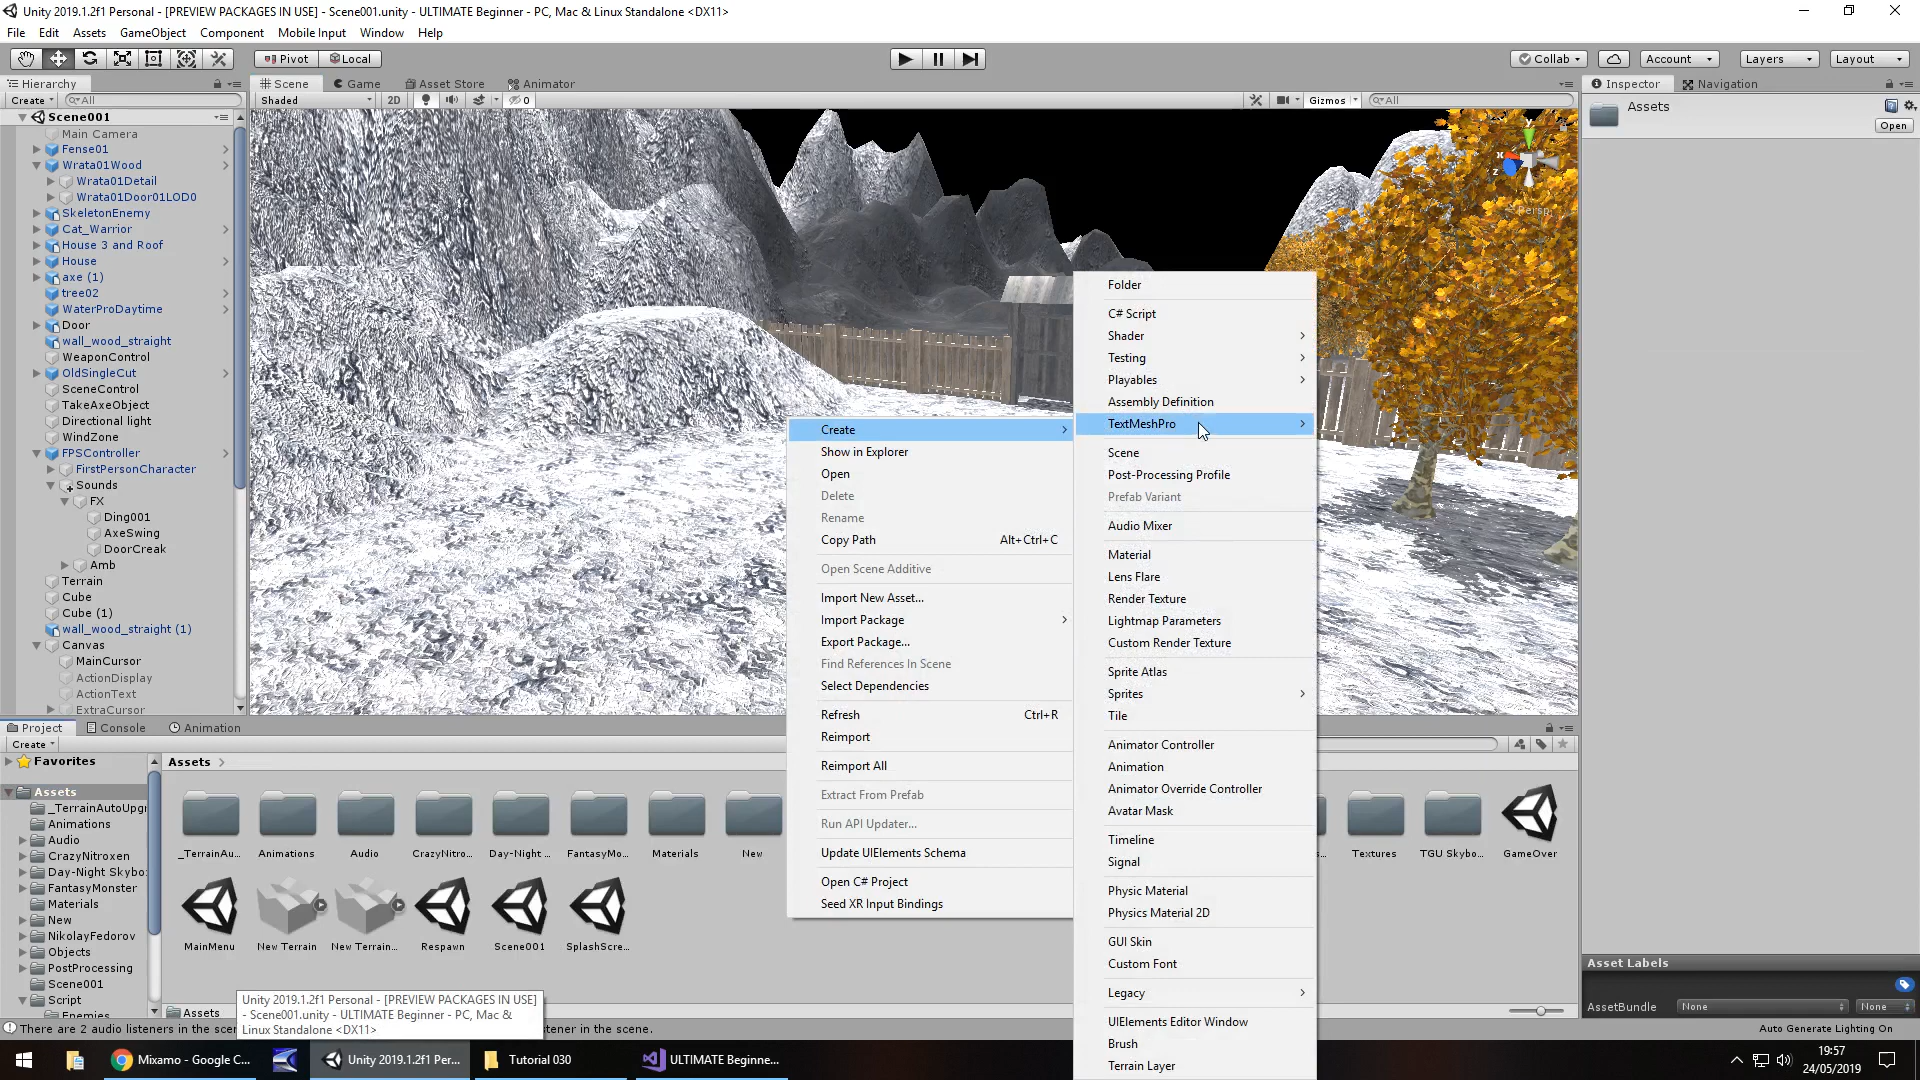 Unity 2019.1.2f1 Personal - [PREVIEW PACKAGES IN USE] - Scene001.unity - ULTIMATE Beginner - PC, Mac & Linux Standalone <DX11>
File Edit Assets GameObject Component Mobile Input Window Help
Pivot Local Collab Account Layers Layout
Hierarchy Scene Game Asset Store Animator Inspector Navigation
Create All Shaded 2D 0 Gizmos All
Assets
Open
Scene001
Main Camera
Fense01
Wrata01Wood
Wrata01Detail
Wrata01Door01LOD0
SkeletonEnemy
Cat_Warrior
House 3 and Roof
House
axe (1)
tree02
WaterProDaytime
Door
wall_wood_straight
WeaponControl
OldSingleCut
SceneControl
TakeAxeObject
Directional light
WindZone
FPSController
FirstPersonCharacter
Sounds
FX
Ding001
AxeSwing
DoorCreak
Amb
Terrain
Cube
Cube (1)
wall_wood_straight (1)
Canvas
MainCursor
ActionDisplay
ActionText
ExtraCursor
y
x
z
Persp
Create
Show in Explorer
Open
Delete
Rename
Copy Path Alt+Ctrl+C
Open Scene Additive
Import New Asset...
Import Package
Export Package...
Find References In Scene
Select Dependencies
Refresh Ctrl+R
Reimport
Reimport All
Extract From Prefab
Run API Updater...
Update UIElements Schema
Open C# Project
Seed XR Input Bindings
Folder
C# Script
Shader
Testing
Playables
Assembly Definition
TextMeshPro
Scene
Post-Processing Profile
Prefab Variant
Audio Mixer
Material
Lens Flare
Render Texture
Lightmap Parameters
Custom Render Texture
Sprite Atlas
Sprites
Tile
Animator Controller
Animation
Animator Override Controller
Avatar Mask
Timeline
Signal
Physic Material
Physics Material 2D
GUI Skin
Custom Font
Legacy
UIElements Editor Window
Brush
Terrain Layer
Project Console Animation
Create
Favorites
Assets
_TerrainAutoUpgr
Animations
Audio
CrazyNitroxen
Day-Night Skybo
FantasyMonster
Materials
New
NikolayFedorov
Objects
PostProcessing
Scene001
Script
Enemies
Assets
_TerrainAu... Animations Audio CrazyNitro... Day-Night ... FantasyMo... Materials New Textures TGU Skybo... GameOver
MainMenu New Terrain New Terrain... Respawn Scene001 SplashScre...
Assets
Unity 2019.1.2f1 Personal - [PREVIEW PACKAGES IN USE]
- Scene001.unity - ULTIMATE Beginner - PC, Mac &
Linux Standalone <DX11>
Asset Labels
AssetBundle None None
There are 2 audio listeners in the scen
stener in the scene.
Auto Generate Lighting On
Mixamo - Google C... Unity 2019.1.2f1 Per... Tutorial 030 ULTIMATE Beginne...
19:57
24/05/2019